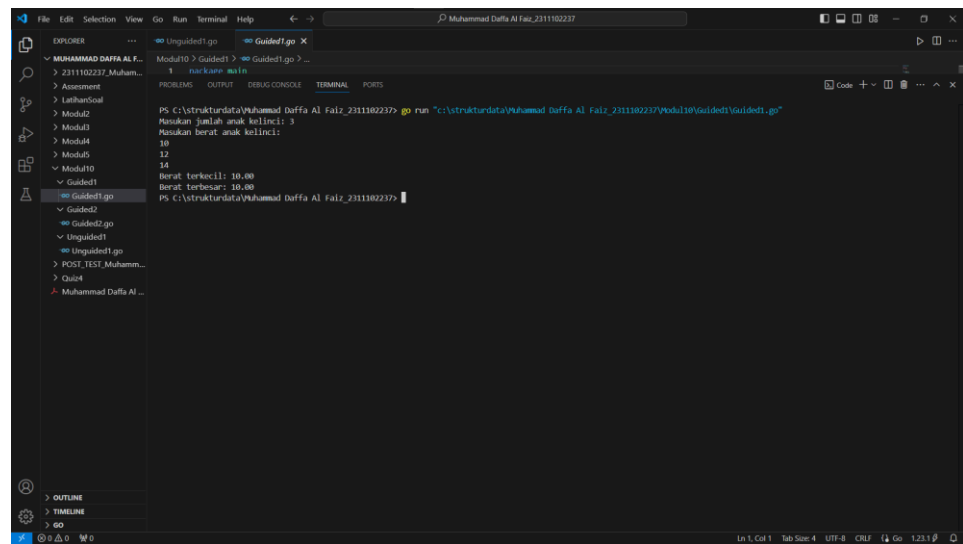 File Edit Selection View Go Run Terminal Help
Muhammad Daffa Al Faiz_2311102237
EXPLORER
Unguided1.go
Guided1.go
MUHAMMAD DAFFA AL F...
Modul10 > Guided1 > Guided1.go > ...
1 package main
> 2311102237_Muham...
> Assesment
> LatihanSoal
> Modul2
> Modul3
> Modul4
> Modul5
Modul10
Guided1
Guided1.go
Guided2
Guided2.go
Unguided1
Unguided1.go
> POST_TEST_Muhamm...
> Quiz4
Muhammad Daffa Al ...
PROBLEMS OUTPUT DEBUG CONSOLE TERMINAL PORTS
Code
PS C:\strukturdata\Muhammad Daffa Al Faiz_2311102237> go run "c:\strukturdata\Muhammad Daffa Al Faiz_2311102237\Modul10\Guided1\Guided1.go"
Masukan jumlah anak kelinci: 3
Masukan berat anak kelinci:
10
12
14
Berat terkecil: 10.00
Berat terbesar: 10.00
PS C:\strukturdata\Muhammad Daffa Al Faiz_2311102237>
> OUTLINE
> TIMELINE
> GO
0 0 0
Ln 1, Col 1 Tab Size: 4 UTF-8 CRLF Go 1.23.1